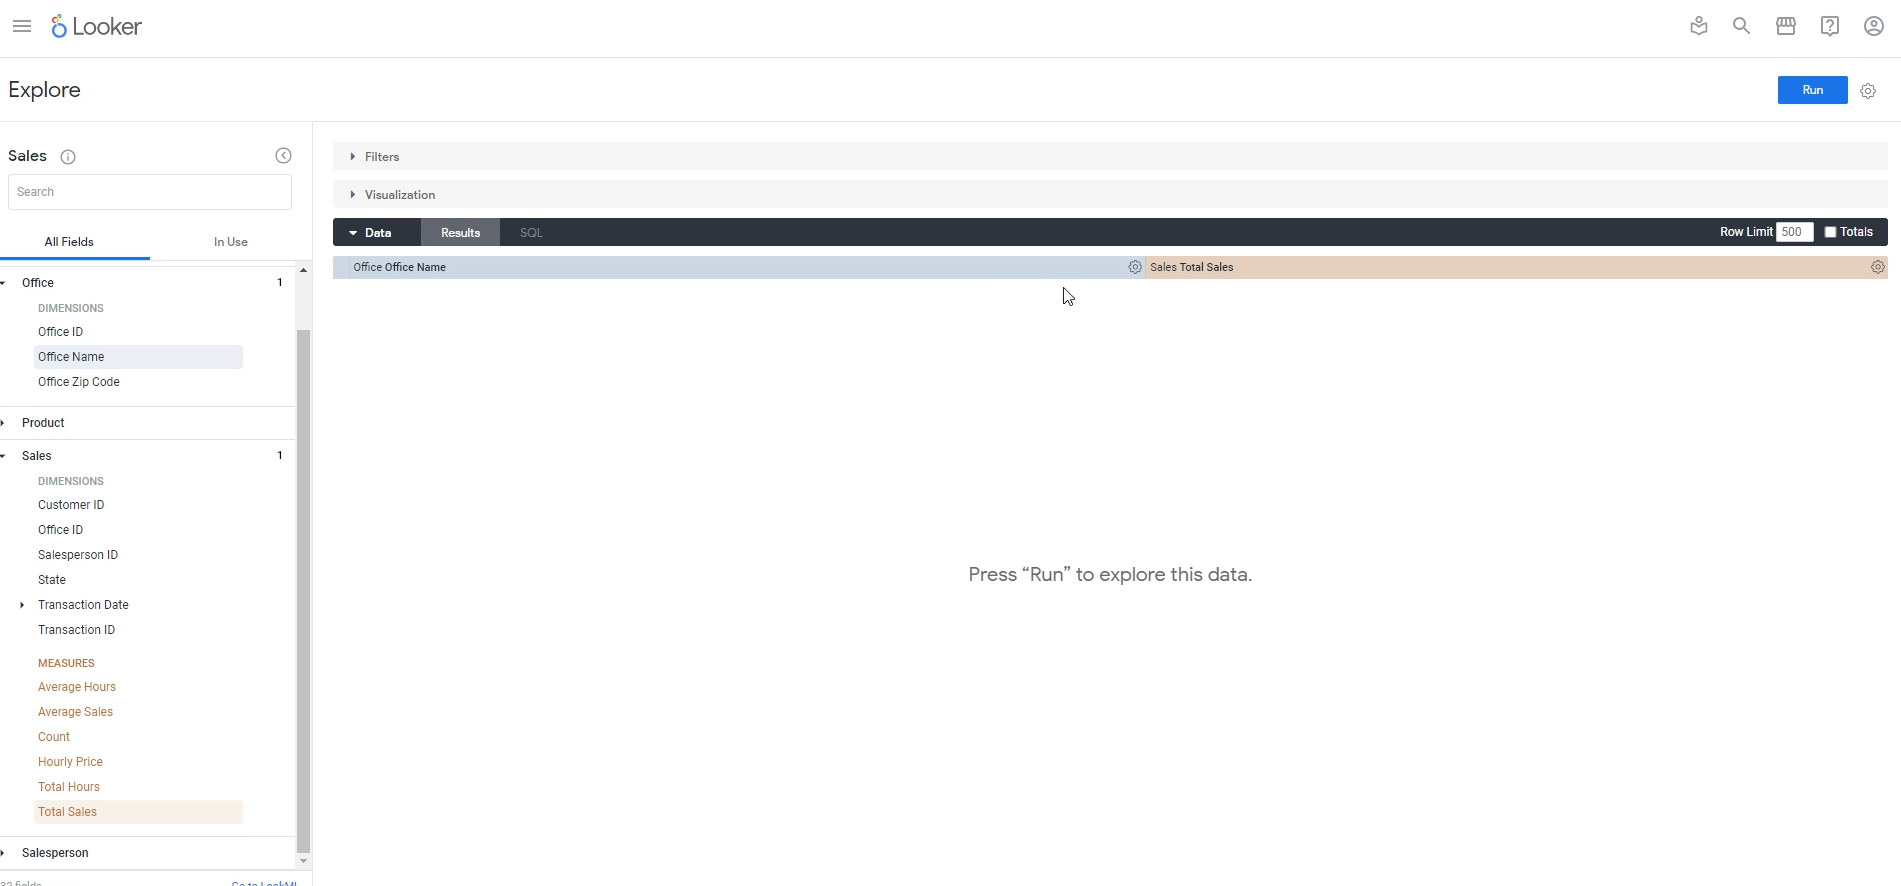 Looker
Explore
Run
Sales
Search
All Fields
In Use
Office 1
DIMENSIONS
Office ID
Office Name
Office Zip Code
Product
Sales 1
DIMENSIONS
Customer ID
Office ID
Salesperson ID
State
Transaction Date
Transaction ID
MEASURES
Average Hours
Average Sales
Count
Hourly Price
Total Hours
Total Sales
Salesperson
32 fields Go to LookML
Filters
Visualization
Data Results SQL Row Limit 500 Totals
Office Office Name Sales Total Sales
Press “Run” to explore this data.